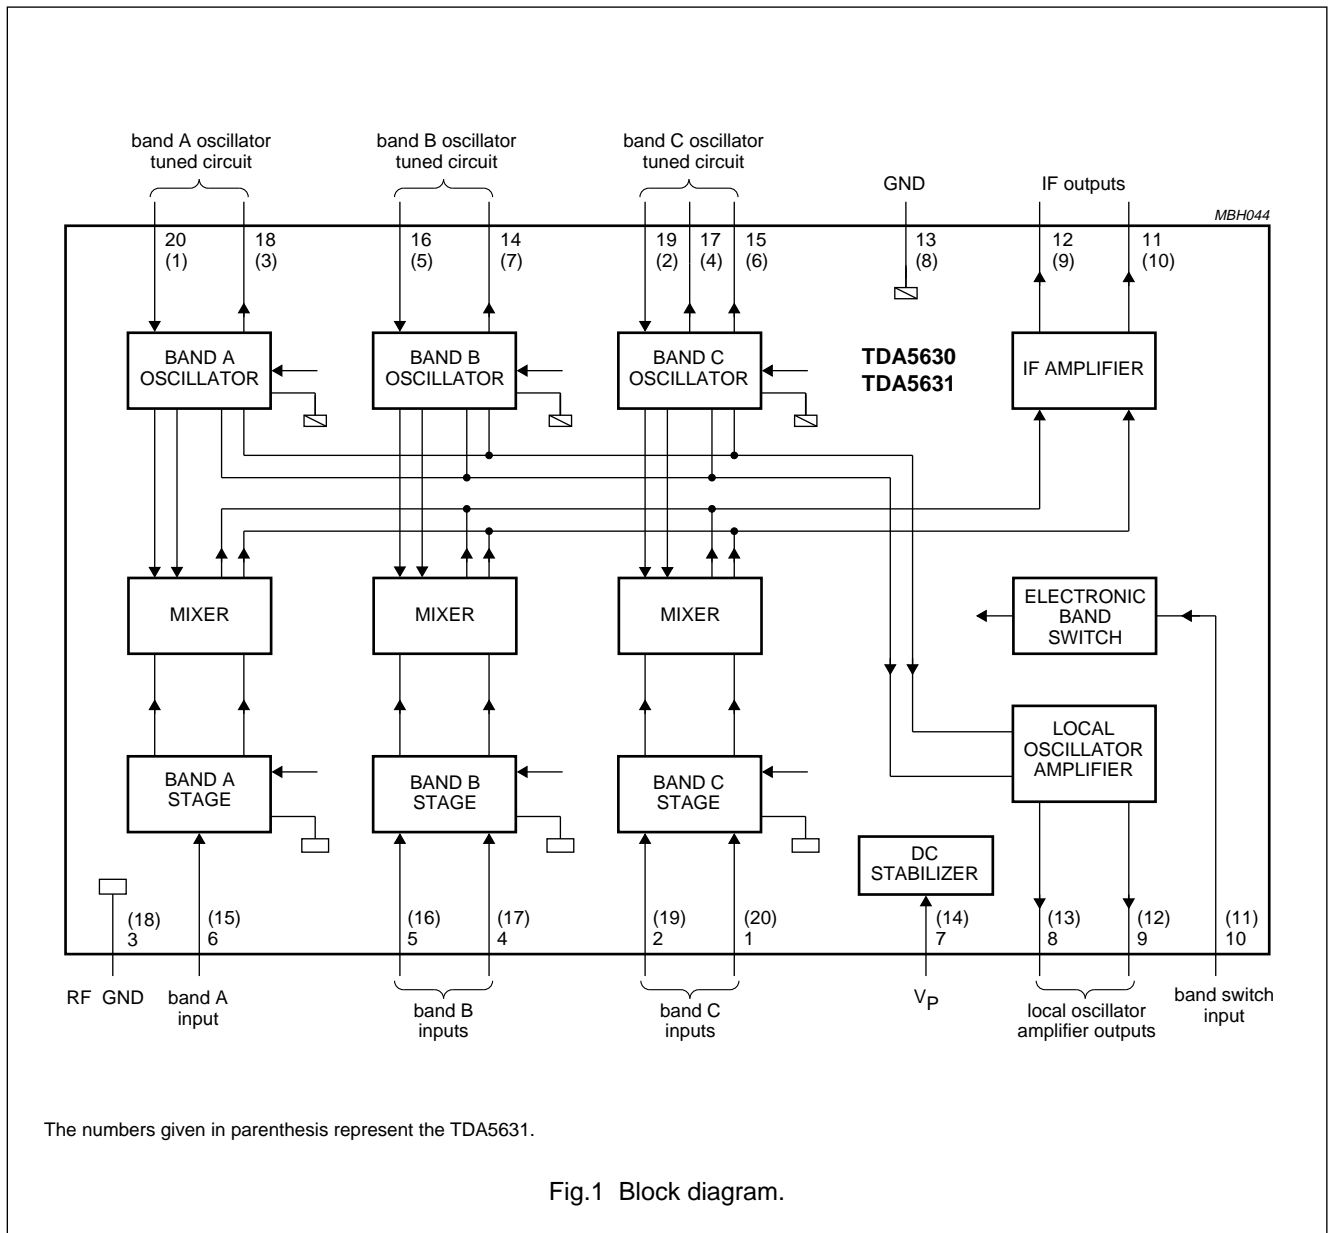 band A oscillator
tuned circuit
band B oscillator
tuned circuit
band C oscillator
tuned circuit
GND
IF outputs
MBH044
20
(1)
18
(3)
16
(5)
14
(7)
19
(2)
17
(4)
15
(6)
13
(8)
12
(9)
11
(10)
BAND A
OSCILLATOR
BAND B
OSCILLATOR
BAND C
OSCILLATOR
TDA5630
TDA5631
IF AMPLIFIER
MIXER
MIXER
MIXER
ELECTRONIC
BAND
SWITCH
BAND A
STAGE
BAND B
STAGE
BAND C
STAGE
LOCAL
OSCILLATOR
AMPLIFIER
DC
STABILIZER
(18)
3
(15)
6
(16)
5
(17)
4
(19)
2
(20)
1
(14)
7
(13)
8
(12)
9
(11)
10
RF GND
band A
input
band B
inputs
band C
inputs
VP
local oscillator
amplifier outputs
band switch
input
The numbers given in parenthesis represent the TDA5631.
Fig.1 Block diagram.